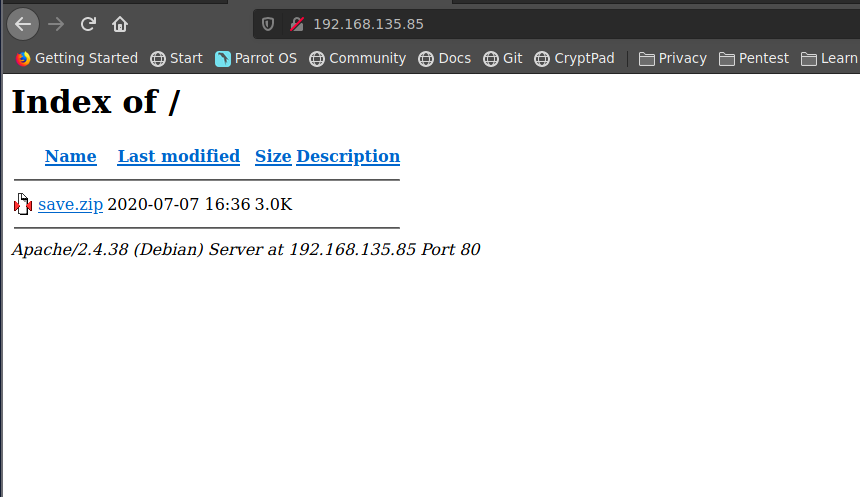 192.168.135.85
Getting Started Start Parrot OS Community Docs Git CryptPad Privacy Pentest Learn
Index of /
Name Last modified Size Description
save.zip 2020-07-07 16:36 3.0K
Apache/2.4.38 (Debian) Server at 192.168.135.85 Port 80